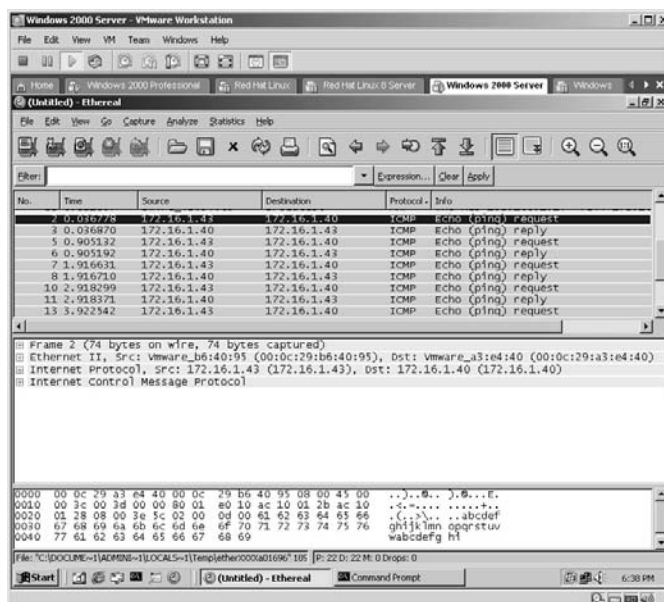 Windows 2000 Server - VMware Workstation
File Edit View VM Team Windows Help
Home Windows 2000 Professional Red Hat Linux Red Hat Linux 8 Server Windows 2000 Server Windows
(Untitled) - Ethereal
File Edit View Go Capture Analyze Statistics Help
Filter: Expression... Clear Apply
No. Time Source Destination Protocol Info
2 0.036778 172.16.1.43 172.16.1.40 ICMP Echo (ping) request
3 0.036870 172.16.1.40 172.16.1.43 ICMP Echo (ping) reply
5 0.905132 172.16.1.43 172.16.1.40 ICMP Echo (ping) request
6 0.905192 172.16.1.40 172.16.1.43 ICMP Echo (ping) reply
7 1.916631 172.16.1.43 172.16.1.40 ICMP Echo (ping) request
8 1.916710 172.16.1.40 172.16.1.43 ICMP Echo (ping) reply
10 2.918299 172.16.1.43 172.16.1.40 ICMP Echo (ping) request
11 2.918371 172.16.1.40 172.16.1.43 ICMP Echo (ping) reply
13 3.922542 172.16.1.43 172.16.1.40 ICMP Echo (ping) request
Frame 2 (74 bytes on wire, 74 bytes captured)
Ethernet II, Src: Vmware_b6:40:95 (00:0c:29:b6:40:95), Dst: Vmware_a3:e4:40 (00:0c:29:a3:e4:40)
Internet Protocol, Src: 172.16.1.43 (172.16.1.43), Dst: 172.16.1.40 (172.16.1.40)
Internet Control Message Protocol
0000 00 0c 29 a3 e4 40 00 0c 29 b6 40 95 08 00 45 00 ..)..@.. ).@...E.
0010 00 3c 00 3d 00 00 80 01 e0 10 ac 10 01 2b ac 10 .<.=.... .....+..
0020 01 28 08 00 3e 5c 02 00 0d 00 61 62 63 64 65 66 .(..>\.. ..abcdef
0030 67 68 69 6a 6b 6c 6d 6e 6f 70 71 72 73 74 75 76 ghijklmn opqrstuv
0040 77 61 62 63 64 65 66 67 68 69 wabcdefg hi
File: "C:\DOCUME~1\ADMINI~1\LOCALS~1\Temp\etherXXXXa01696" 105 P: 22 D: 22 M: 0 Drops: 0
Start (Untitled) - Ethereal Command Prompt 6:38 PM